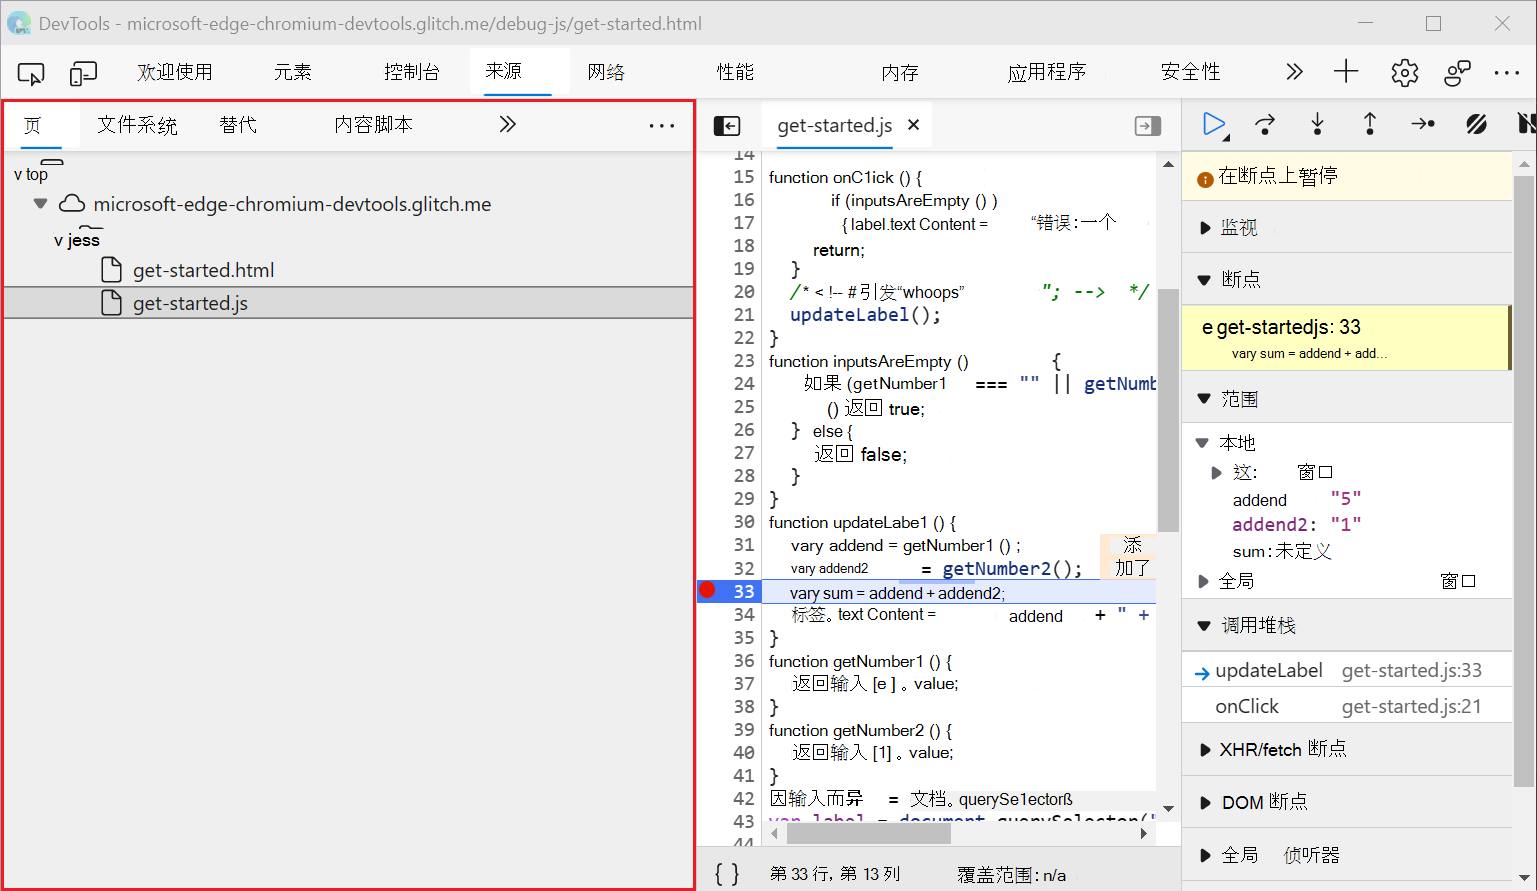 DevTools - microsoft-edge-chromium-devtools.glitch.me/debug-js/get-started.html
欢迎使用 元素 控制台 来源 网络 性能 内存 应用程序 安全性
页 文件系统 替代 内容脚本
v top
microsoft-edge-chromium-devtools.glitch.me
v jess
get-started.html
get-started.js
get-started.js
14
15 function onC1ick () {
16 if (inputsAreEmpty () )
17 { label.text Content = “错误:一个
18 return;
19 }
20 /* < !-- # 引发“whoops” "; --> */
21 updateLabel();
22 }
23 function inputsAreEmpty () {
24 如果 (getNumber1 === "" || getNumb
25 () 返回 true;
26 } else {
27 返回 false;
28 }
29 }
30 function updateLabe1 () {
31 vary addend = getNumber1 () ; 添
32 vary addend2 = getNumber2(); 加了
33 vary sum = addend + addend2;
34 标签。text Content = addend + " +
35 }
36 function getNumber1 () {
37 返回输入 [e ] 。value;
38 }
39 function getNumber2 () {
40 返回输入 [1] 。value;
41 }
42 因输入而异 = 文档。querySe1ectorß
43 var label = document.querySelector("
44
{ } 第 33 行, 第 13 列 覆盖范围: n/a
在断点上暂停
监视
断点
e get-startedjs: 33
vary sum = addend + add...
范围
本地
这: 窗口
addend "5"
addend2: "1"
sum:未定义
全局 窗口
调用堆栈
updateLabel get-started.js:33
onClick get-started.js:21
XHR/fetch 断点
DOM 断点
全局 侦听器